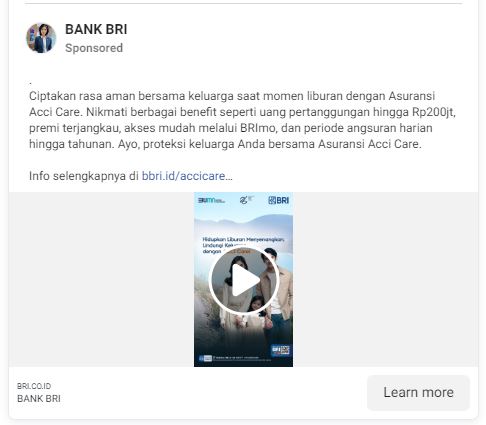 BANK BRI
Sponsored
.
Ciptakan rasa aman bersama keluarga saat momen liburan dengan Asuransi
Acci Care. Nikmati berbagai benefit seperti uang pertanggungan hingga Rp200jt,
premi terjangkau, akses mudah melalui BRImo, dan periode angsuran harian
hingga tahunan. Ayo, proteksi keluarga Anda bersama Asuransi Acci Care.
Info selengkapnya di bbri.id/accicare...
BRI
Hidupkan Liburan Menyenangkan,
Lindungi
dengan
BRI.CO.ID
BANK BRI
Learn more